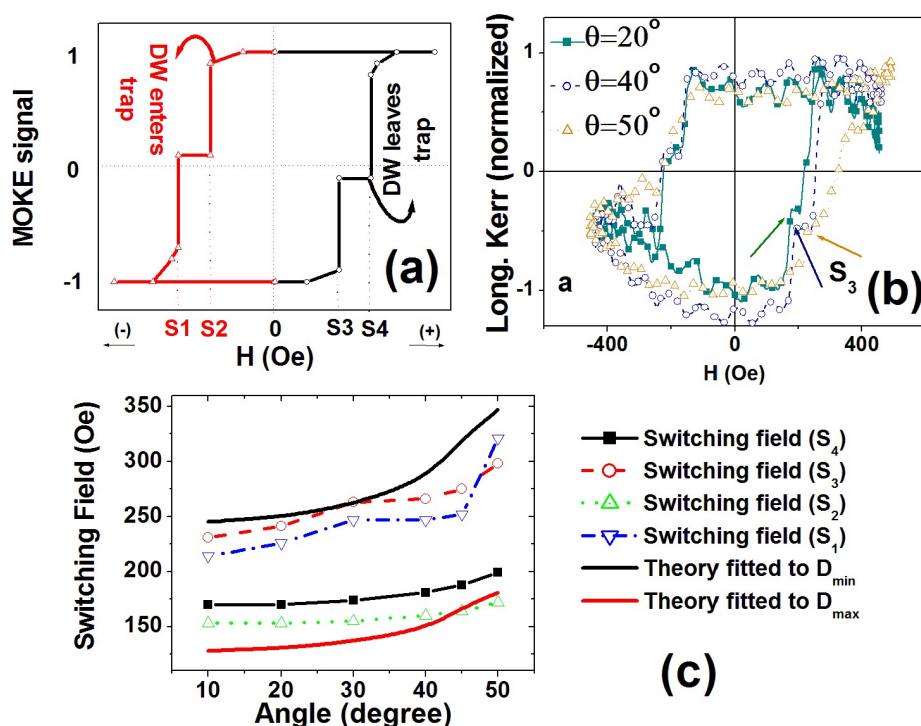 MOKE signal
1
0
-1
DW enters
trap
DW leaves
trap
(a)
(-)
S1
S2
0
S3
S4
(+)
H (Oe)
Long. Kerr (normalized)
1
0
-1
θ=20°
θ=40°
θ=50°
S₃
a
(b)
-400
0
400
H (Oe)
Switching Field (Oe)
350
300
250
200
150
10
20
30
40
50
Angle (degree)
Switching field (S₄)
Switching field (S₃)
Switching field (S₂)
Switching field (S₁)
Theory fitted to Dmin
Theory fitted to Dmax
(c)